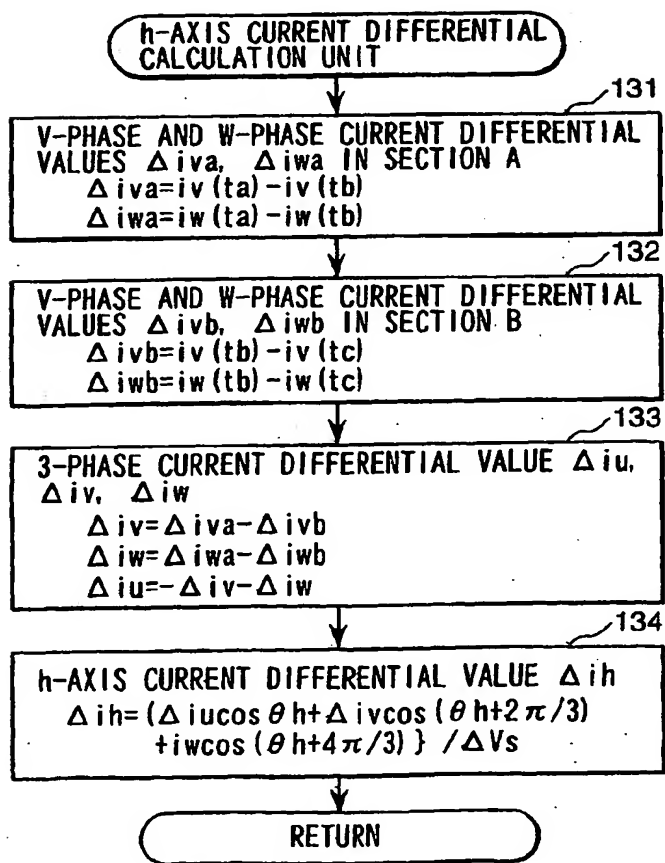 h-AXIS CURRENT DIFFERENTIAL
CALCULATION UNIT
131
V-PHASE AND W-PHASE CURRENT DIFFERENTIAL
VALUES Δiva, Δiwa IN SECTION A
Δiva=iv(ta)-iv(tb)
Δiwa=iw(ta)-iw(tb)
132
V-PHASE AND W-PHASE CURRENT DIFFERENTIAL
VALUES Δivb, Δiwb IN SECTION B
Δivb=iv(tb)-iv(tc)
Δiwb=iw(tb)-iw(tc)
133
3-PHASE CURRENT DIFFERENTIAL VALUE Δiu,
Δiv, Δiw
Δiv=Δiva-Δivb
Δiw=Δiwa-Δiwb
Δiu=-Δiv-Δiw
134
h-AXIS CURRENT DIFFERENTIAL VALUE Δih
Δih={Δiucosθh+Δivcos(θh+2π/3)
+iwcos(θh+4π/3)}/ΔVs
RETURN